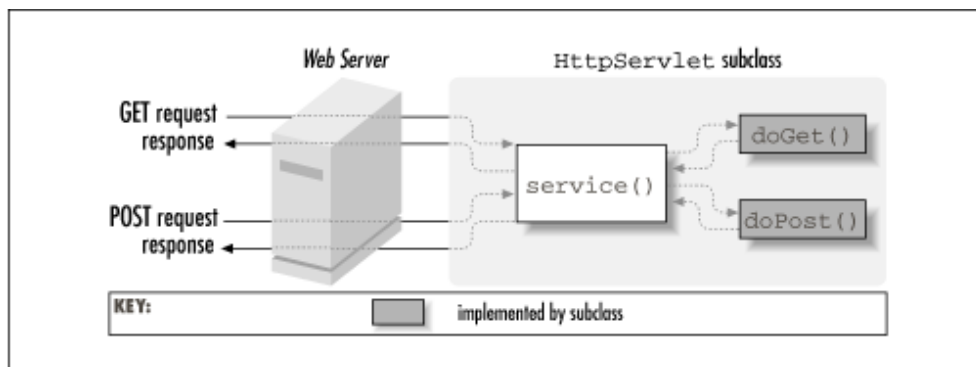 Web Server
HttpServlet subclass
GET request
response
doGet()
service()
POST request
response
doPost()
KEY:
implemented by subclass